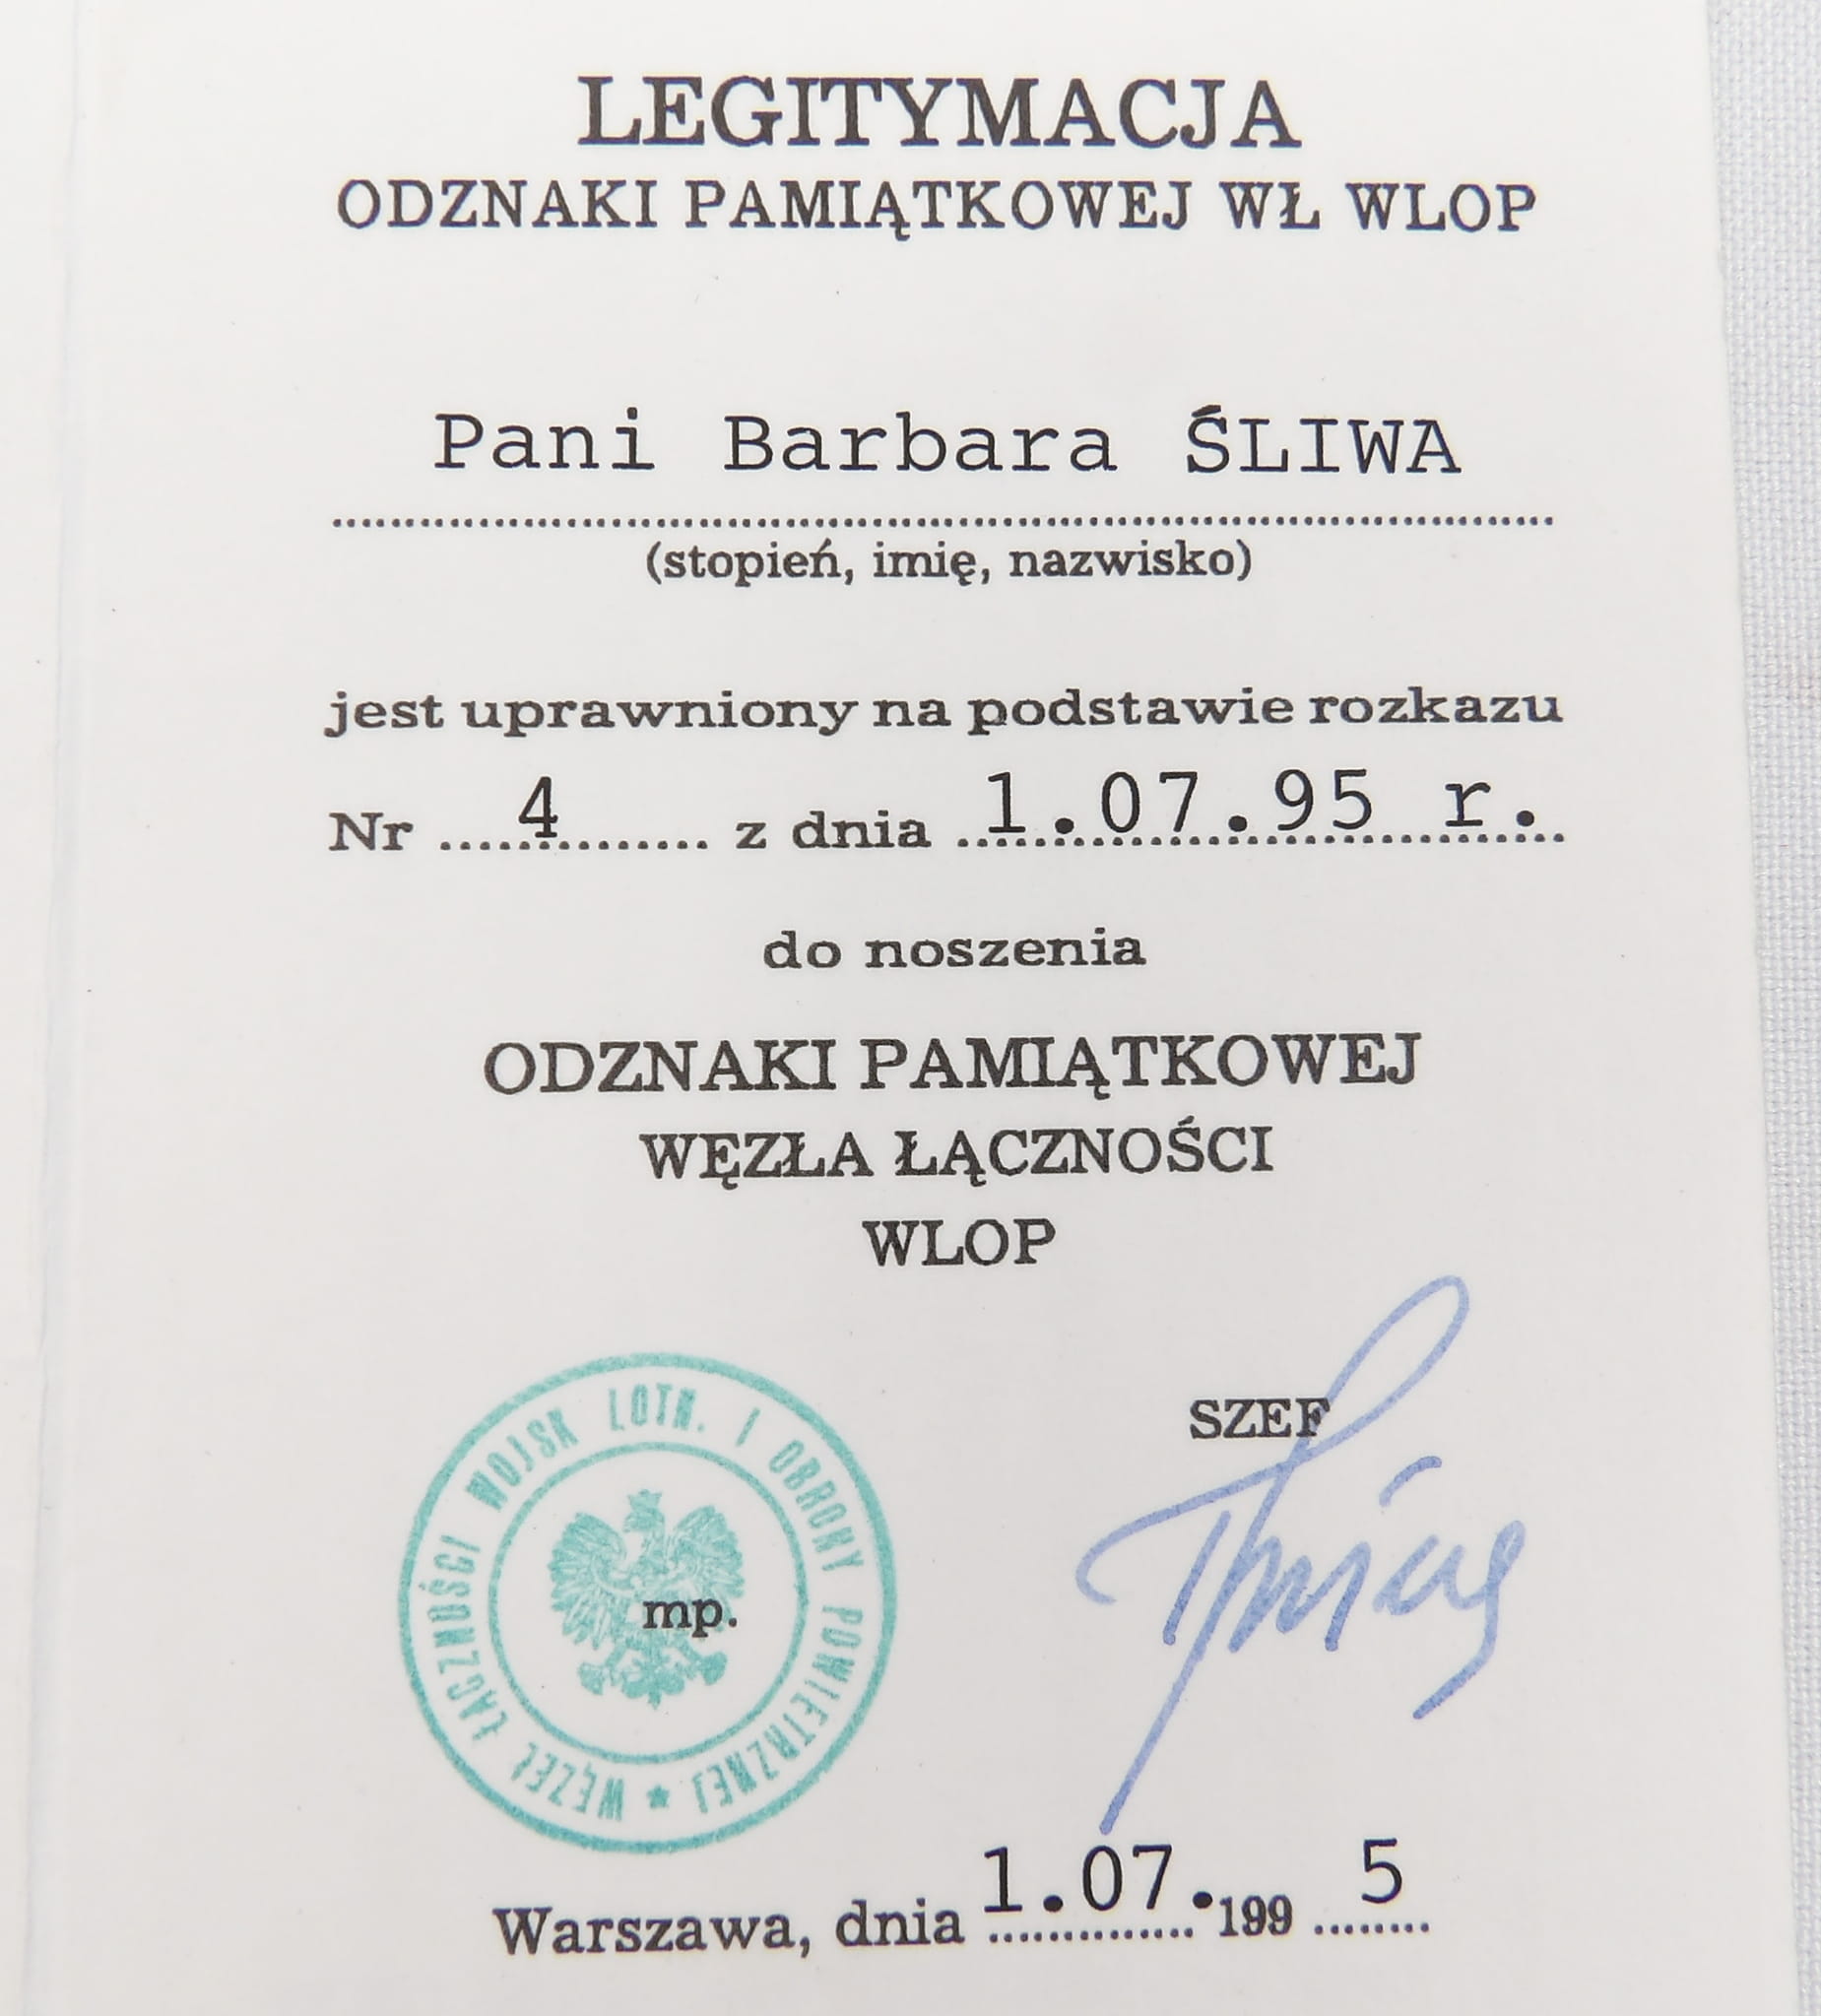 LEGITYMACJA
ODZNAKI PAMIĄTKOWEJ WŁ WLOP
Pani Barbara ŚLIWA
(stopień, imię, nazwisko)
jest uprawniony na podstawie rozkazu
Nr ....4........ z dnia 1.07.95 r.
do noszenia
ODZNAKI PAMIĄTKOWEJ
WĘZŁA ŁĄCZNOŚCI
WLOP
SZEF
WĘZEŁ ŁĄCZNOŚCI WOJSK LOTN. I OBRONY POWIETRZNEJ ★
mp.
Warszawa, dnia 1.07.199 5